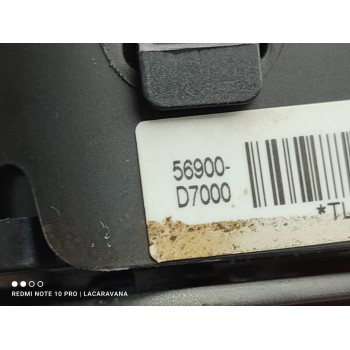 56900-
D7000
*TL
REDMI NOTE 10 PRO | LACARAVANA